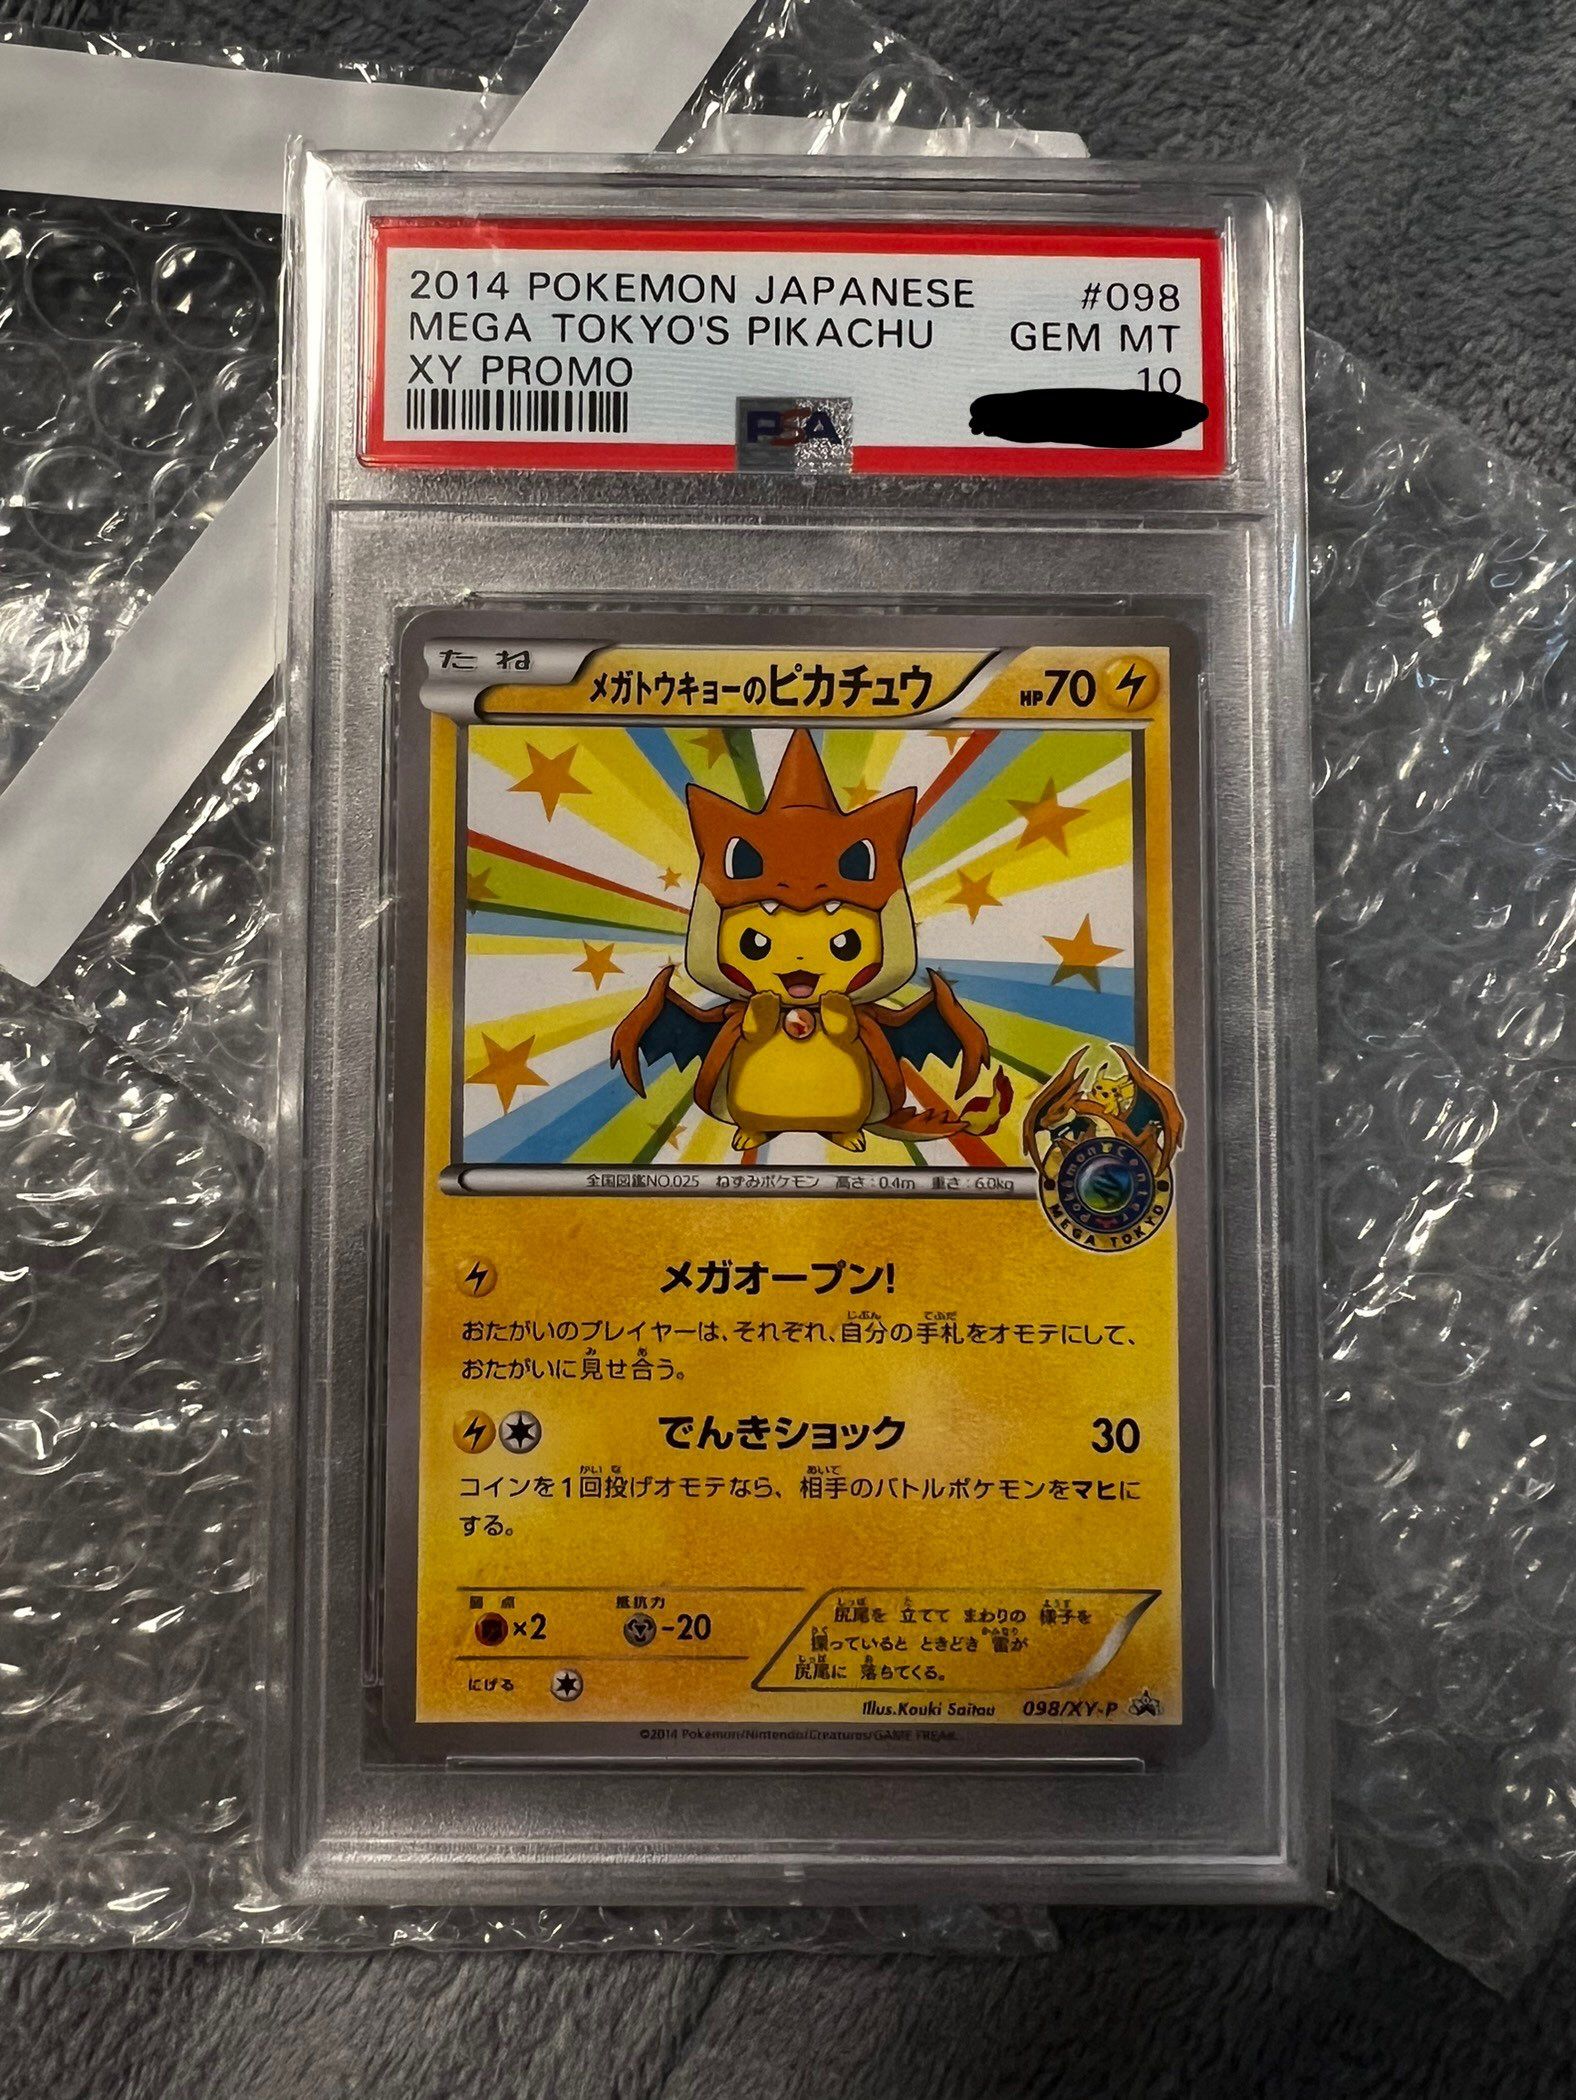 2014 POKEMON JAPANESE #098
MEGA TOKYO'S PIKACHU GEM MT
XY PROMO 10
PSA
たね メガトウキョーのピカチュウ HP70
Pokémon Center
MEGA TOKYO
全国図鑑NO.025 ねずみポケモン 高さ:0.4m 重さ:6.0kg
メガオープン!
おたがいのプレイヤーは、それぞれ、自分の手札をオモテにして、
おたがいに見せ合う。
でんきショック 30
コインを1回投げオモテなら、相手のバトルポケモンをマヒに
する。
弱点 抵抗力
×2 -20
にげる
尻尾を 立てて まわりの 様子を
探っていると ときどき 雷が
尻尾に 落ちてくる。
Illus.Kouki Saitou 098/XY-P
©2014 Pokémon/Nintendo/Creatures/GAME FREAK.